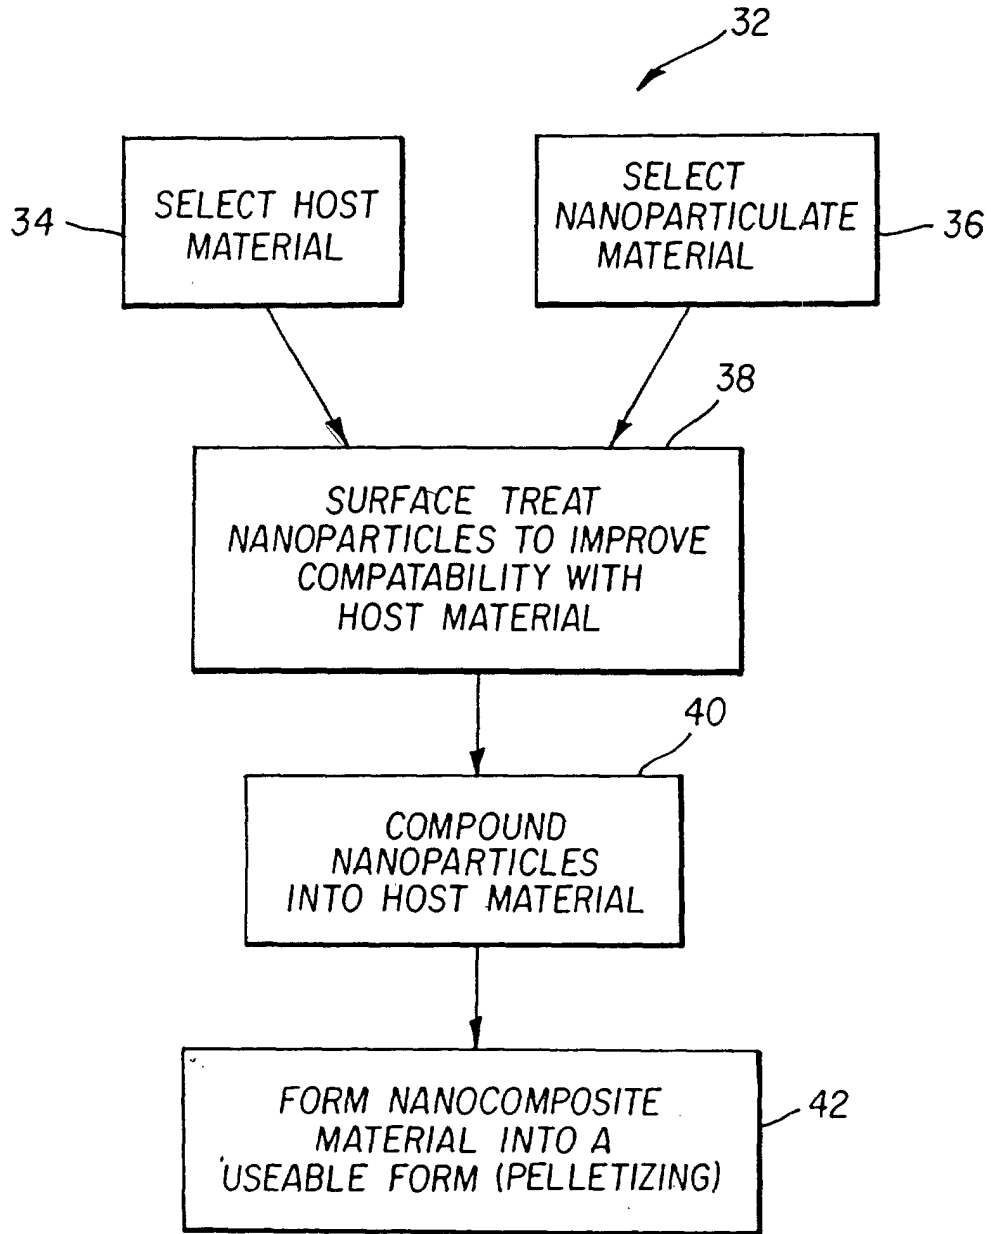 32
34
SELECT HOST
MATERIAL
SELECT
NANOPARTICULATE
MATERIAL
36
38
SURFACE TREAT
NANOPARTICLES TO IMPROVE
COMPATABILITY WITH
HOST MATERIAL
40
COMPOUND
NANOPARTICLES
INTO HOST MATERIAL
FORM NANOCOMPOSITE
MATERIAL INTO A
USEABLE FORM (PELLETIZING)
42